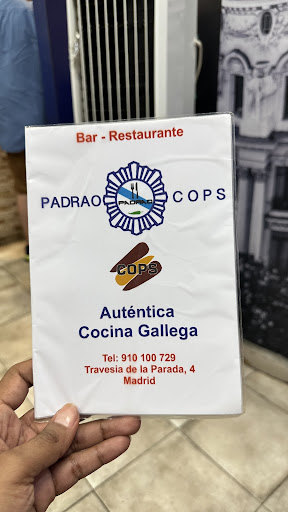 Bar - Restaurante
PADRAO COPS
PADRAO
COPS
Auténtica
Cocina Gallega
Tel: 910 100 729
Travesia de la Parada, 4
Madrid